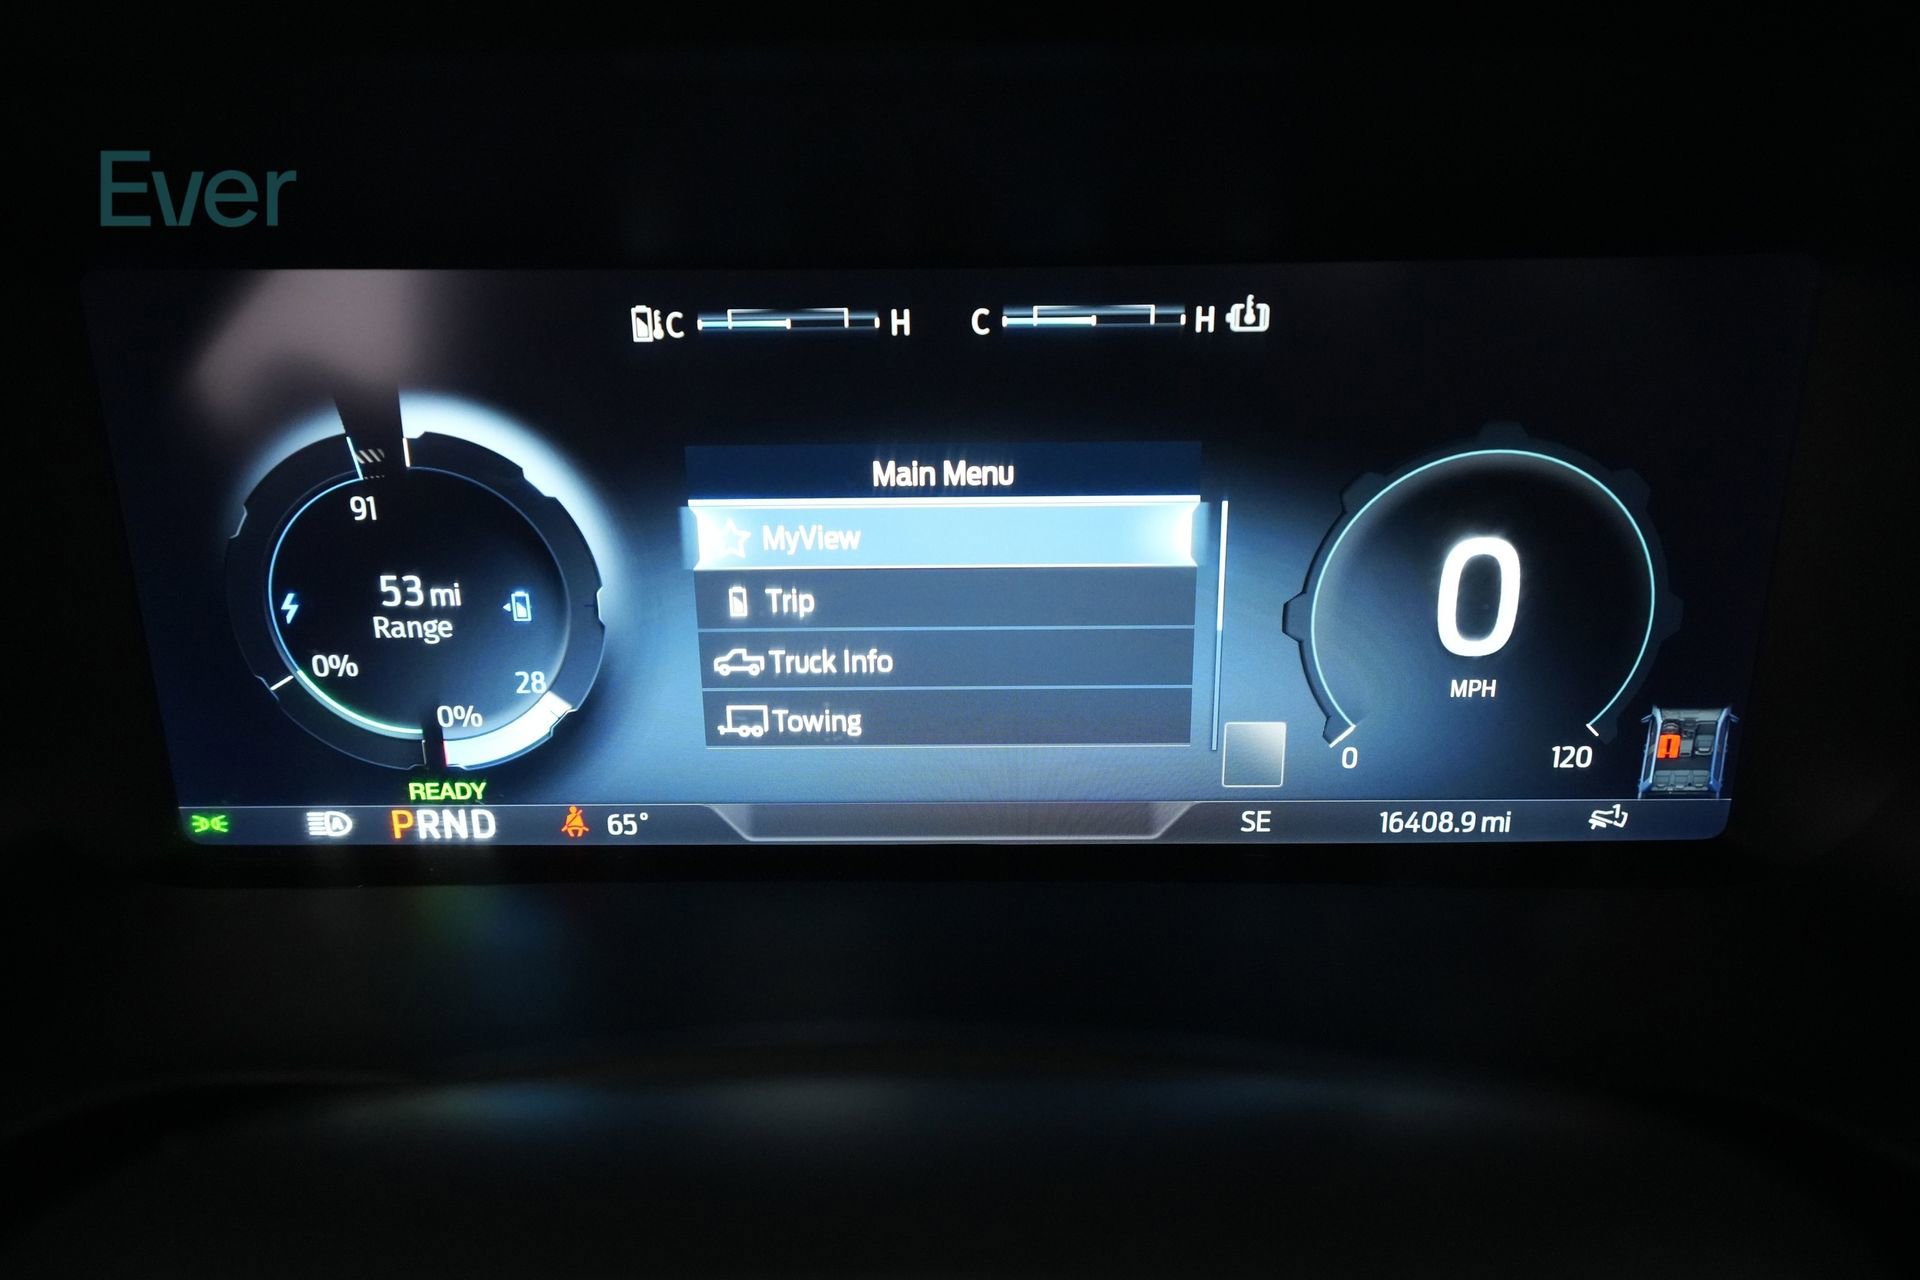 Ever
C H C H
Main Menu
MyView
Trip
Truck Info
Towing
91
53 mi
Range
0%
28
0%
READY
PRND
65°
0
MPH
0 120
SE
16408.9 mi
1